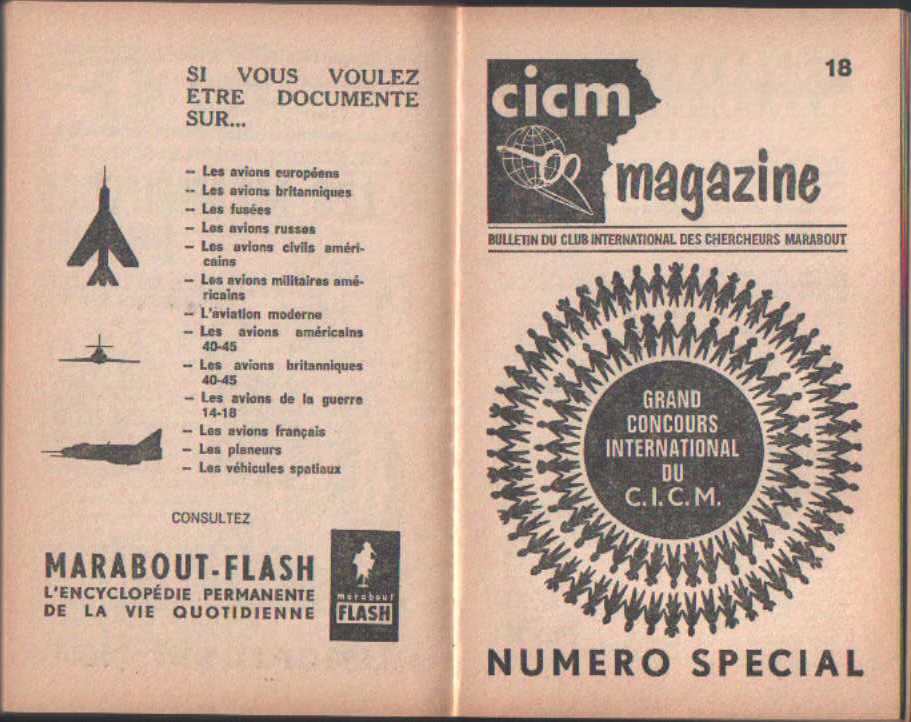 SI VOUS VOULEZ
ETRE DOCUMENTE
SUR...
– Les avions européens
– Les avions britanniques
– Les fusées
– Les avions russes
– Les avions civils améri-
cains
– Les avions militaires amé-
ricains
– L'aviation moderne
– Les avions américains
40-45
– Les avions britanniques
40-45
– Les avions de la guerre
14-18
– Les avions français
– Les planeurs
– Les véhicules spatiaux
CONSULTEZ
MARABOUT-FLASH
L'ENCYCLOPÉDIE PERMANENTE
DE LA VIE QUOTIDIENNE
marabout
FLASH
18
cicm
magazine
BULLETIN DU CLUB INTERNATIONAL DES CHERCHEURS MARABOUT
GRAND
CONCOURS
INTERNATIONAL
DU
C.I.C.M.
NUMERO SPECIAL